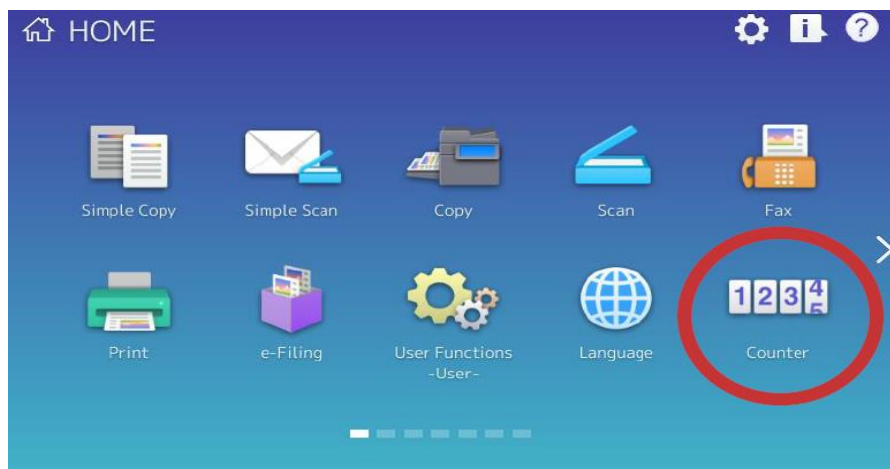 HOME
Simple Copy
Simple Scan
Copy
Scan
Fax
Print
e-Filing
User Functions
-User-
Language
1234
5
Counter